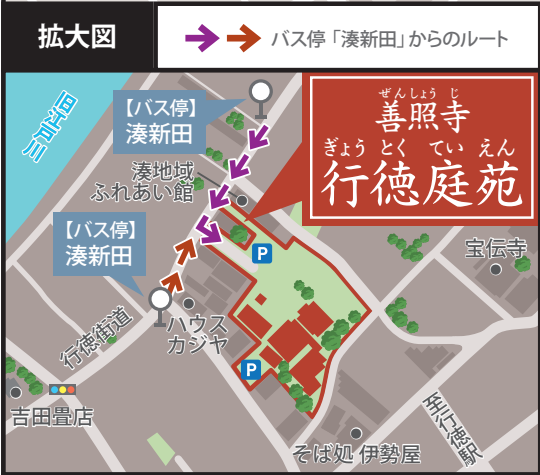 拡大図
バス停「湊新田」からのルート
旧江戸川
【バス停】
湊新田
ぜんしょうじ
善照寺
ぎょうとくていえん
行徳庭苑
湊地域
ふれあい館
【バス停】
湊新田
P
宝伝寺
行徳街道
ハウス
カジヤ
P
吉田畳店
そば処 伊勢屋
至行徳駅